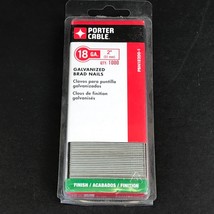 PORTER
CABLE
18 GA.
2"
QTY. 1000
GALVANIZED
BRAD NAILS
Clavos para puntilla
galvanizados
Clous de finition
galvanisés
FINISH / ACABADOS / FINITION